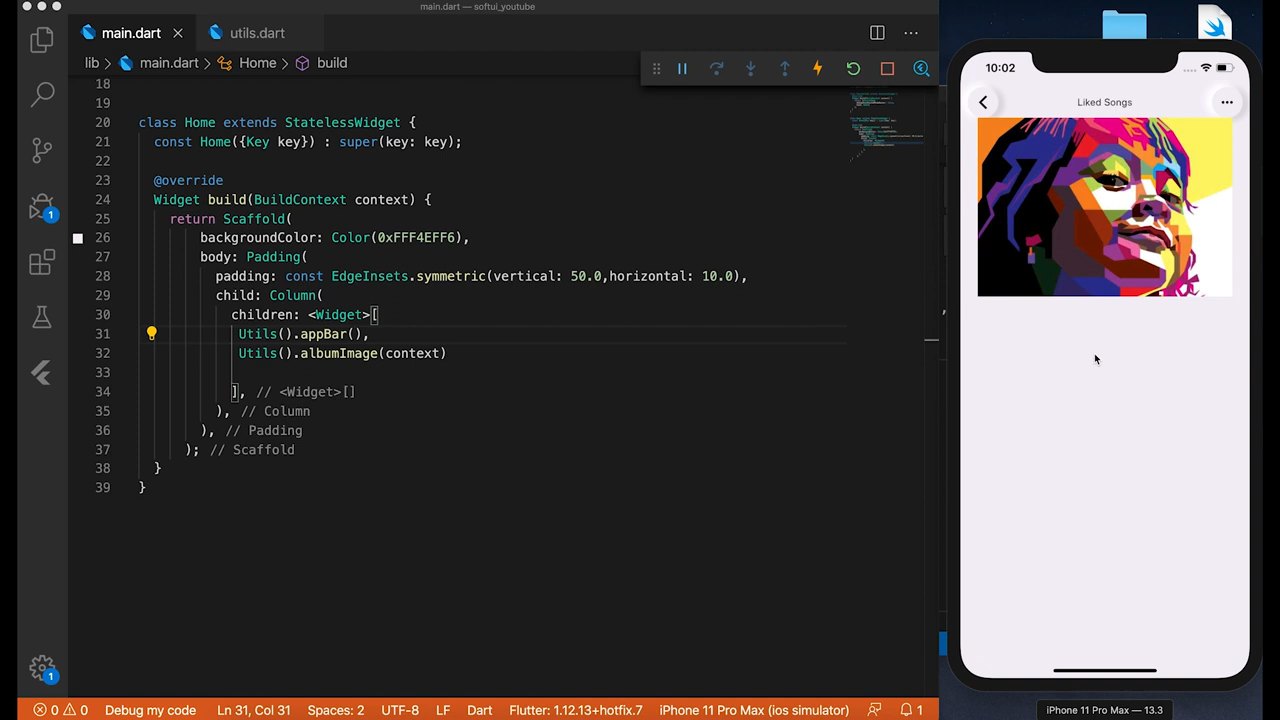 main.dart — softui_youtube
main.dart
utils.dart
lib > main.dart > Home > build
18
19
20 class Home extends StatelessWidget {
21 const Home({Key key}) : super(key: key);
22
23 @override
24 Widget build(BuildContext context) {
25 return Scaffold(
26 backgroundColor: Color(0xFFF4EFF6),
27 body: Padding(
28 padding: const EdgeInsets.symmetric(vertical: 50.0,horizontal: 10.0),
29 child: Column(
30 children: <Widget>[
31 Utils().appBar(),
32 Utils().albumImage(context)
33
34 ], // <Widget>[]
35 ), // Column
36 ), // Padding
37 ); // Scaffold
38 }
39 }
1
1
0 0 Debug my code Ln 31, Col 31 Spaces: 2 UTF-8 LF Dart Flutter: 1.12.13+hotfix.7 iPhone 11 Pro Max (ios simulator) 1
10:02
Liked Songs
iPhone 11 Pro Max — 13.3